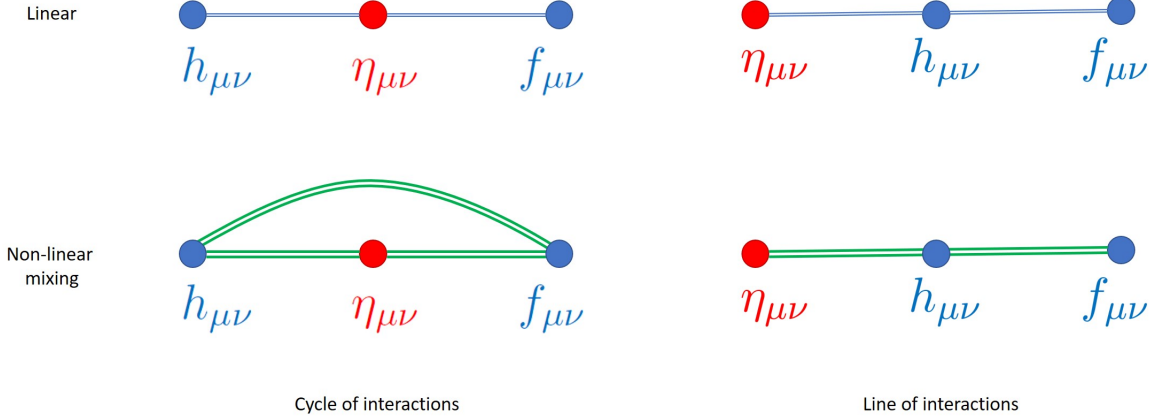 Linear
h_{μν} η_{μν} f_{μν} η_{μν} h_{μν} f_{μν}
Non-linear
mixing
h_{μν} η_{μν} f_{μν} η_{μν} h_{μν} f_{μν}
Cycle of interactions Line of interactions